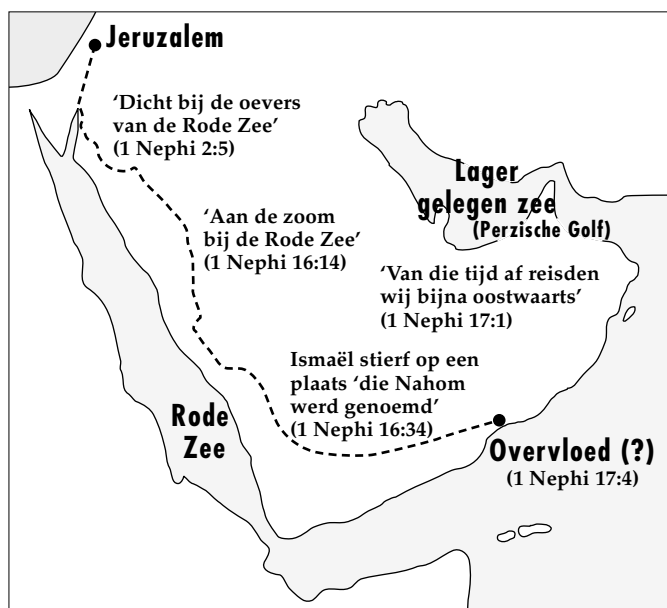 Jeruzalem
‘Dicht bij de oevers
van de Rode Zee’
(1 Nephi 2:5)
Lager
gelegen zee
(Perzische Golf)
‘Aan de zoom
bij de Rode Zee’
(1 Nephi 16:14)
‘Van die tijd af reisden
wij bijna oostwaarts’
(1 Nephi 17:1)
Ismaël stierf op een
plaats ‘die Nahom
werd genoemd’
(1 Nephi 16:34)
Rode
Zee
Overvloed (?)
(1 Nephi 17:4)